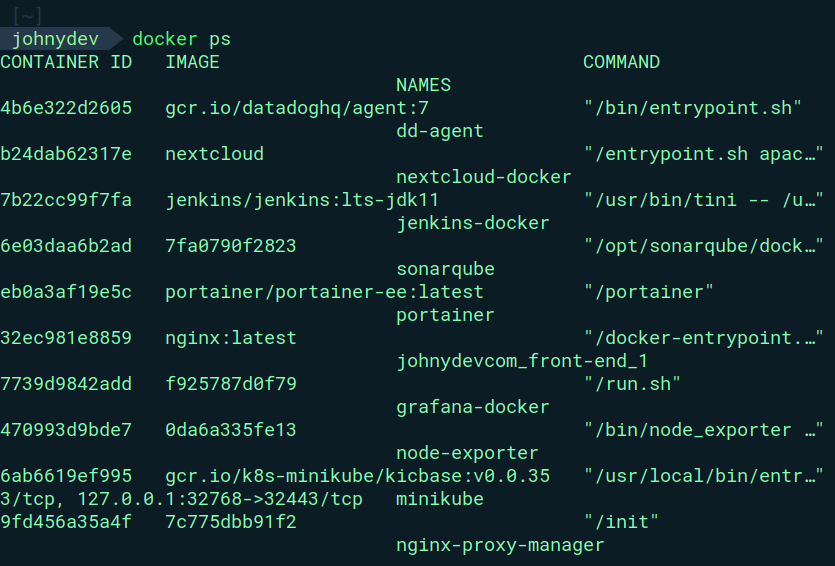 [~]
johnydev docker ps
CONTAINER ID IMAGE COMMAND
NAMES
4b6e322d2605 gcr.io/datadoghq/agent:7 "/bin/entrypoint.sh"
dd-agent
b24dab62317e nextcloud "/entrypoint.sh apac…"
nextcloud-docker
7b22cc99f7fa jenkins/jenkins:lts-jdk11 "/usr/bin/tini -- /u…"
jenkins-docker
6e03daa6b2ad 7fa0790f2823 "/opt/sonarqube/dock…"
sonarqube
eb0a3af19e5c portainer/portainer-ee:latest "/portainer"
portainer
32ec981e8859 nginx:latest "/docker-entrypoint.…"
johnydevcom_front-end_1
7739d9842add f925787d0f79 "/run.sh"
grafana-docker
470993d9bde7 0da6a335fe13 "/bin/node_exporter …"
node-exporter
6ab6619ef995 gcr.io/k8s-minikube/kicbase:v0.0.35 "/usr/local/bin/entr…"
3/tcp, 127.0.0.1:32768->32443/tcp minikube
9fd456a35a4f 7c775dbb91f2 "/init"
nginx-proxy-manager